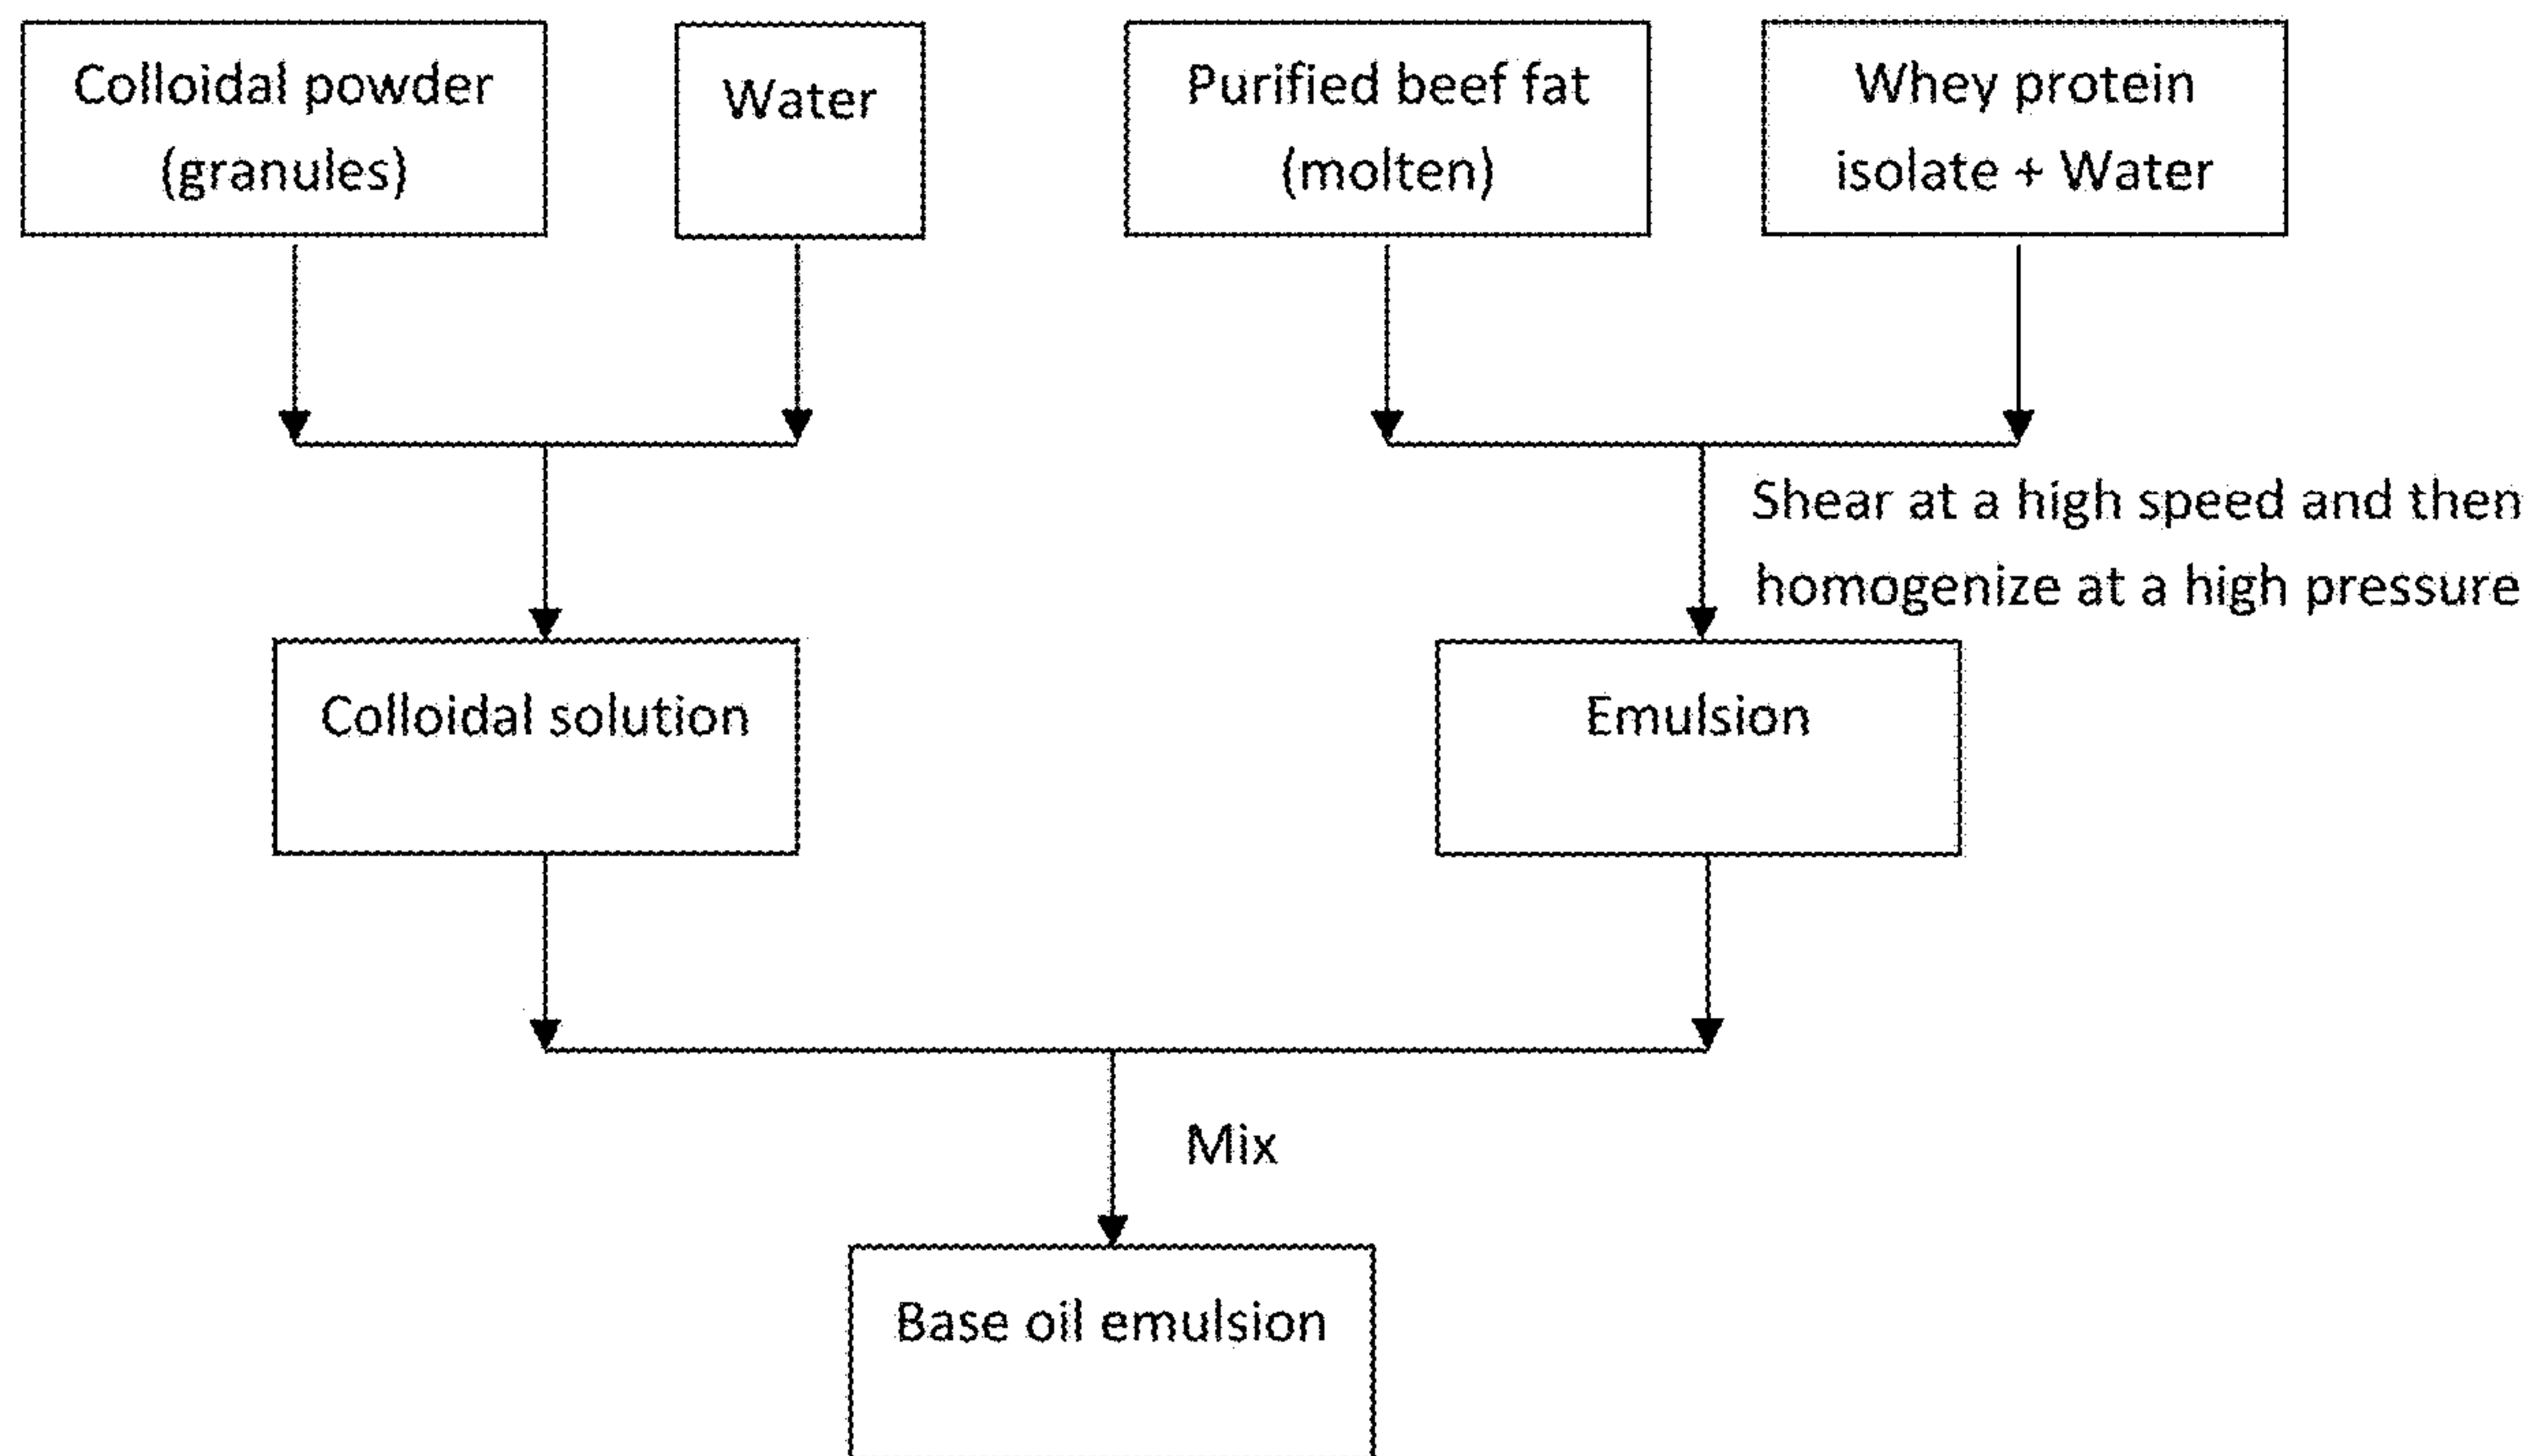 Colloidal powder
(granules)
Water
Purified beef fat
(molten)
Whey protein
isolate + Water
Shear at a high speed and then
homogenize at a high pressure
Colloidal solution
Emulsion
Mix
Base oil emulsion